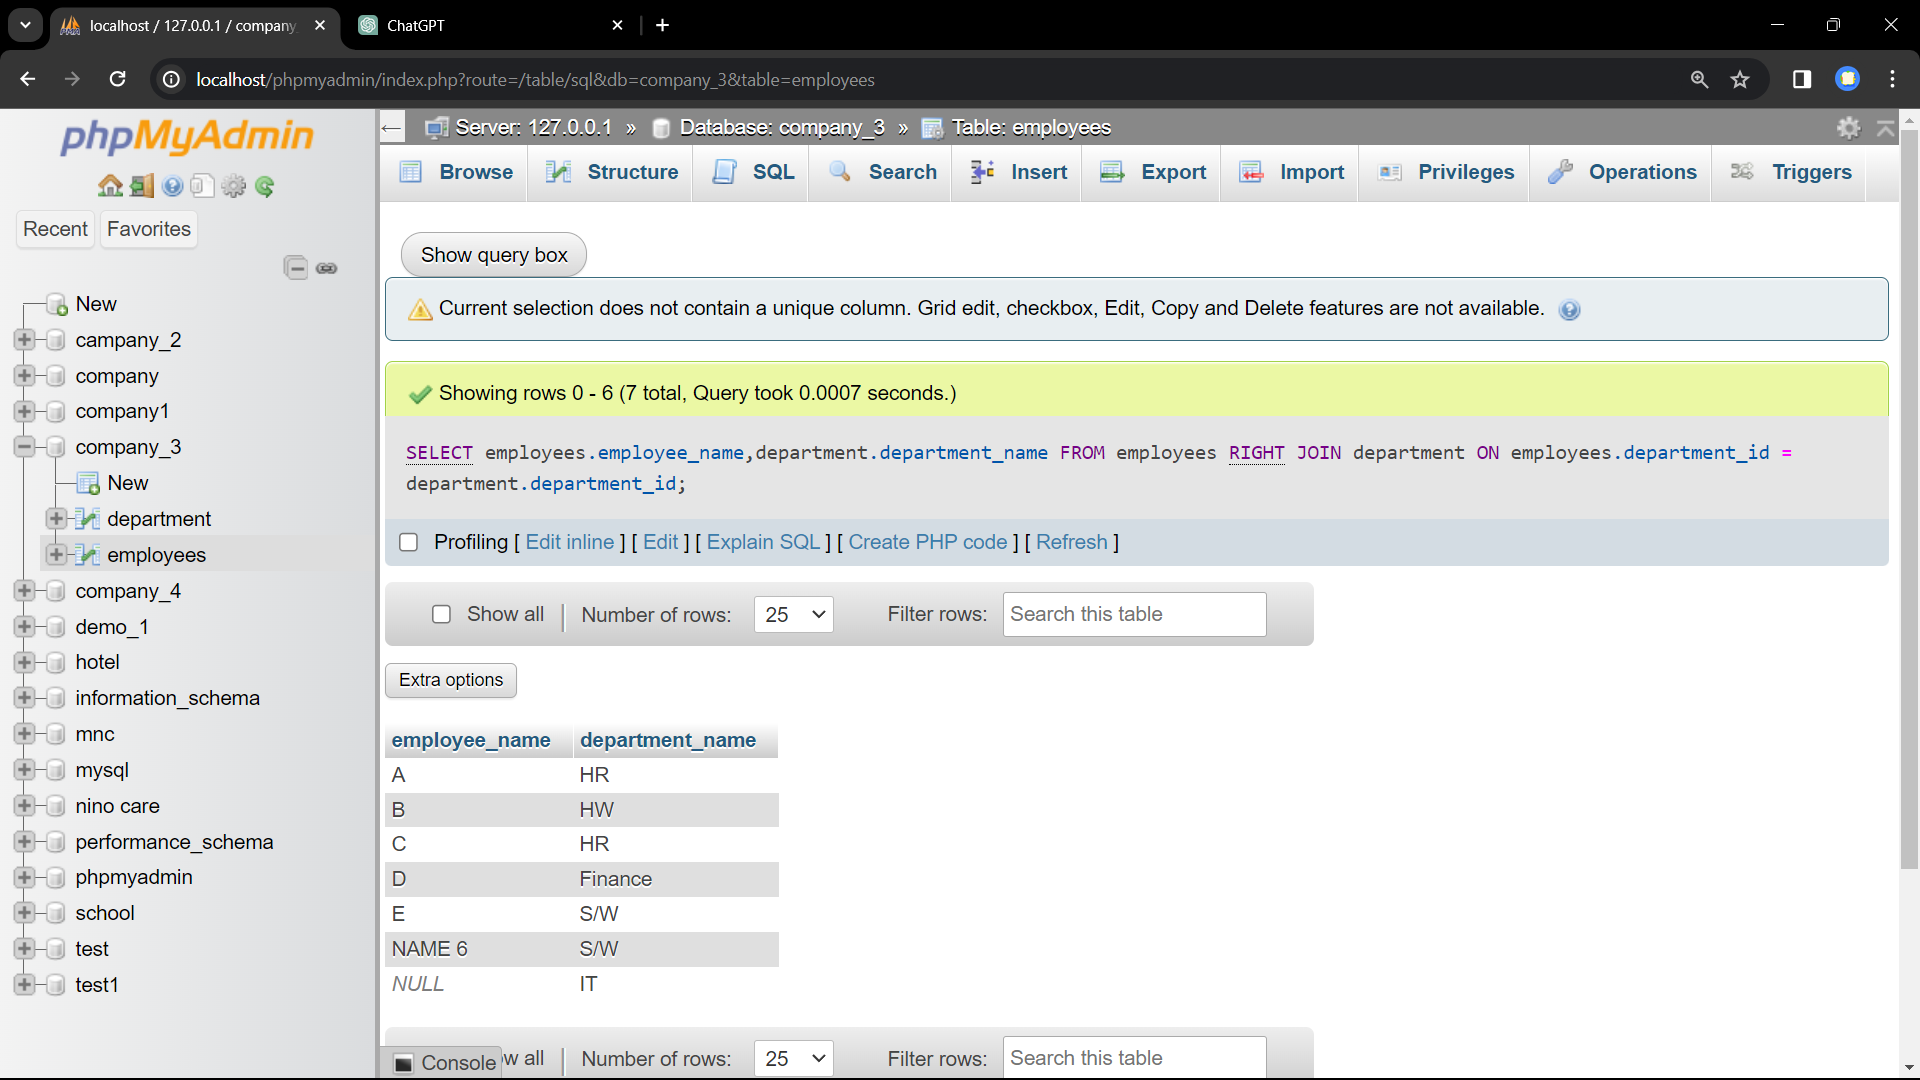 localhost / 127.0.0.1 / company
ChatGPT
localhost/phpmyadmin/index.php?route=/table/sql&db=company_3&table=employees
phpMyAdmin
Recent
Favorites
New
campany_2
company
company1
company_3
New
department
employees
company_4
demo_1
hotel
information_schema
mnc
mysql
nino care
performance_schema
phpmyadmin
school
test
test1
Server: 127.0.0.1 » Database: company_3 » Table: employees
Browse Structure SQL Search Insert Export Import Privileges Operations Triggers
Show query box
Current selection does not contain a unique column. Grid edit, checkbox, Edit, Copy and Delete features are not available.
Showing rows 0 - 6 (7 total, Query took 0.0007 seconds.)
SELECT employees.employee_name,department.department_name FROM employees RIGHT JOIN department ON employees.department_id =
department.department_id;
Profiling [ Edit inline ] [ Edit ] [ Explain SQL ] [ Create PHP code ] [ Refresh ]
Show all Number of rows: 25 Filter rows: Search this table
Extra options
employee_name department_name
A HR
B HW
C HR
D Finance
E S/W
NAME 6 S/W
NULL IT
Console w all Number of rows: 25 Filter rows: Search this table